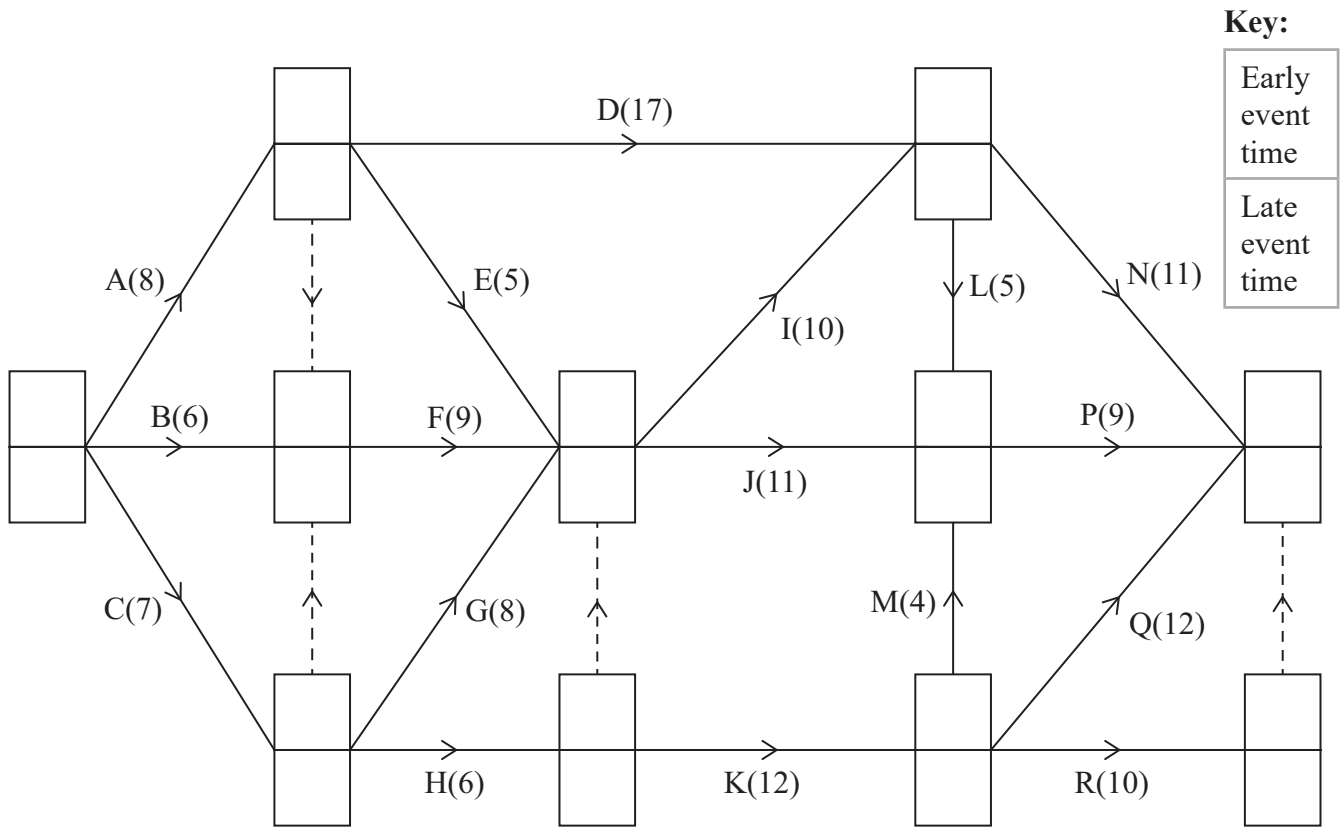 Key:
Early
event
time
Late
event
time
D(17)
A(8)
E(5)
I(10)
L(5)
N(11)
B(6)
F(9)
J(11)
P(9)
C(7)
G(8)
M(4)
Q(12)
H(6)
K(12)
R(10)